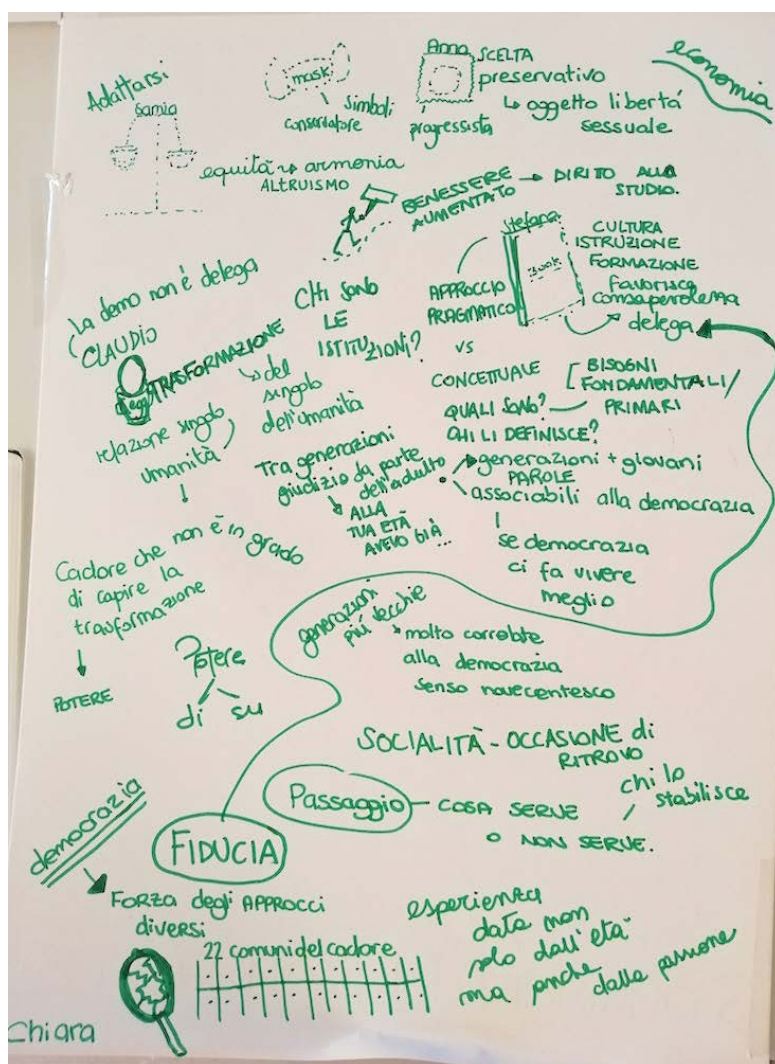 Adattarsi
Samia
mask
simboli
conservatore
Anna SCELTA
preservativo
↳ oggetto libertà
sessuale
progressista
economia
equità → armonia
ALTRUISMO
BENESSERE → DIRITO ALLO
AUMENTATO STUDIO.
Stefano
BOOK
CULTURA
ISTRUZIONE
FORMAZIONE
favorisce
consapevolezza
delega
APPROCCIO
PRAGMATICO
VS
CONCETTUALE
BISOGNI
FONDAMENTALI/
PRIMARI
QUALI SONO?
CHI LI DEFINISCE?
La demo non è delega
CLAUDIO
CHI SONO
LE
ISTITUZIONI?
TRASFORMAZIONE
↳ del
singolo
dell'umanità
relazione singolo
umanità
Tra generazioni
giudizio da parte
dell'adulto
→ ALLA
TUA ETÀ
AVEVO GIÀ
...
generazioni + giovani
PAROLE
associabili alla democrazia
se democrazia
ci fa vivere
meglio
Cadore che non è in grado
di capire la
trasformazione
POTERE
Potere
di su
generazioni
più vecchie
molto correlate
alla democrazia
senso novecentesco
SOCIALITÀ - OCCASIONE di
RITROVO
Passaggio - COSA SERVE
O NON SERVE.
chi lo
stabilisce
democrazia
FIDUCIA
FORZA degli APPROCCI
diversi
22 comuni del cadore
esperienza
data non
solo dall'età
ma anche dalla passione
Chiara